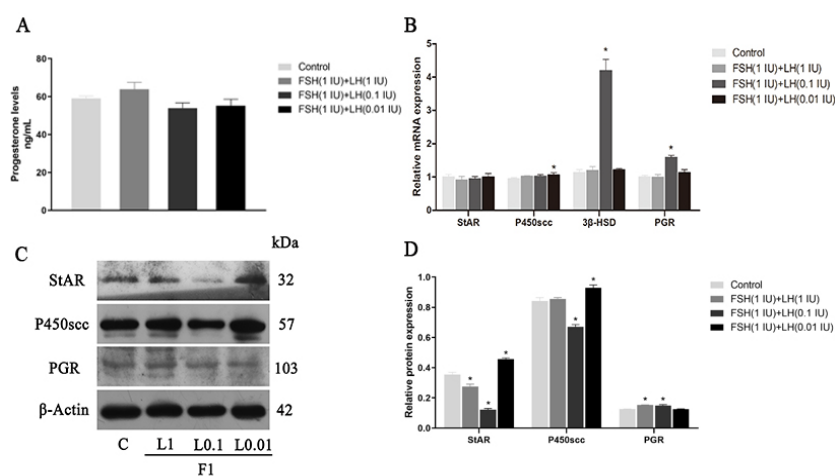 A
Progesterone levels
ng/mL
80
60
40
20
0
Control
FSH(1 IU)+LH(1 IU)
FSH(1 IU)+LH(0.1 IU)
FSH(1 IU)+LH(0.01 IU)
B
Relative mRNA expression
5
4
3
2
1
0
*
*
*
StAR
P450scc
3β-HSD
PGR
Control
FSH(1 IU)+LH(1 IU)
FSH(1 IU)+LH(0.1 IU)
FSH(1 IU)+LH(0.01 IU)
C
kDa
StAR
32
P450scc
57
PGR
103
β-Actin
42
C
L1
L0.1
L0.01
F1
D
Relative protein expression
1.0
0.8
0.6
0.4
0.2
0.0
*
*
*
*
*
*
*
StAR
P450scc
PGR
Control
FSH(1 IU)+LH(1 IU)
FSH(1 IU)+LH(0.1 IU)
FSH(1 IU)+LH(0.01 IU)